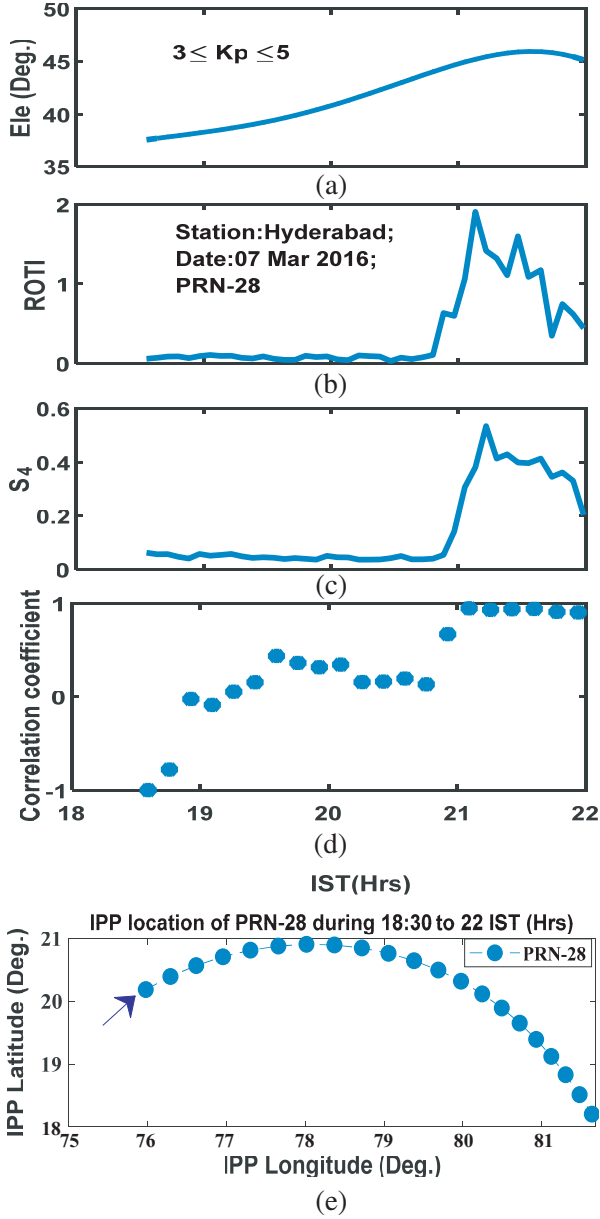 50
45
40
35
Ele (Deg.)
3 ≤ Kp ≤5
(a)
2
1
0
ROTI
Station:Hyderabad;
Date:07 Mar 2016;
PRN-28
(b)
0.6
0.4
0.2
0
S4
(c)
1
0
-1
Correlation coefficient
18 19 20 21 22
(d)
IST(Hrs)
IPP location of PRN-28 during 18:30 to 22 IST (Hrs)
21
20
19
18
IPP Latitude (Deg.)
PRN-28
75 76 77 78 79 80 81
IPP Longitude (Deg.)
(e)